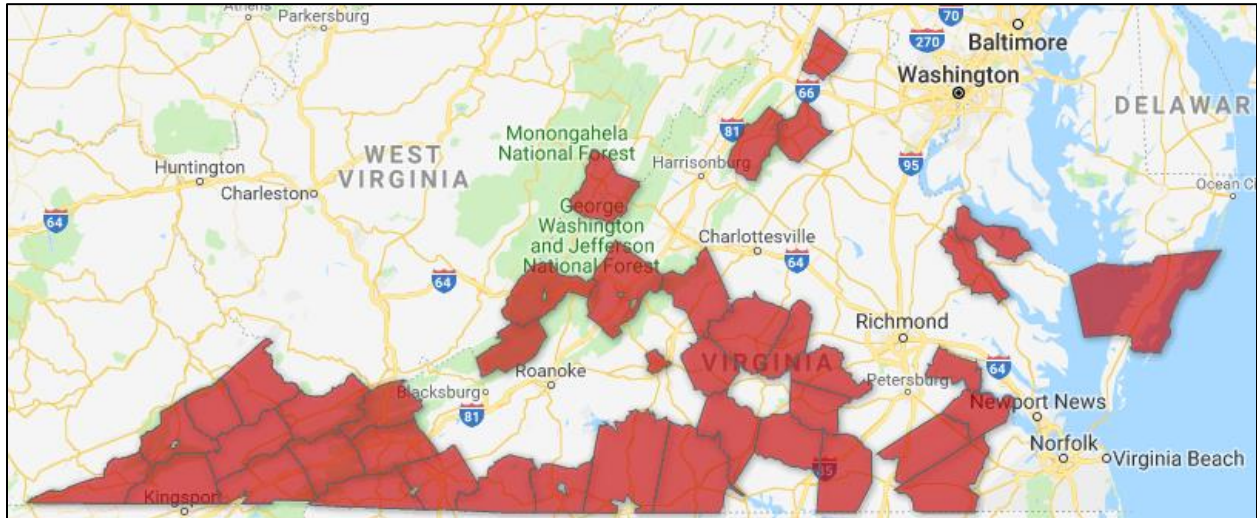 Athens
Parkersburg
70
270
Baltimore
Washington
66
DELAWAR
Monongahela
National Forest
81
Harrisonburg
WEST
VIRGINIA
Huntington
Charleston
95
Ocean C
64
George
Washington
and Jefferson
National Forest
Charlottesville
64
64
Richmond
VIRGINIA
Roanoke
64
Blacksburg
Petersburg
81
Newport News
Norfolk
Virginia Beach
85
Kingsport